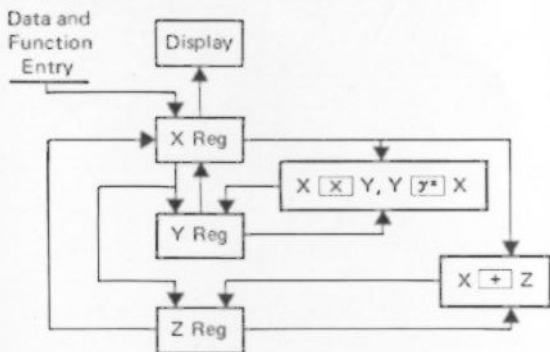 Data and
Function
Entry
Display
X Reg
X [X] Y, Y [yˣ] X
Y Reg
X [+] Z
Z Reg